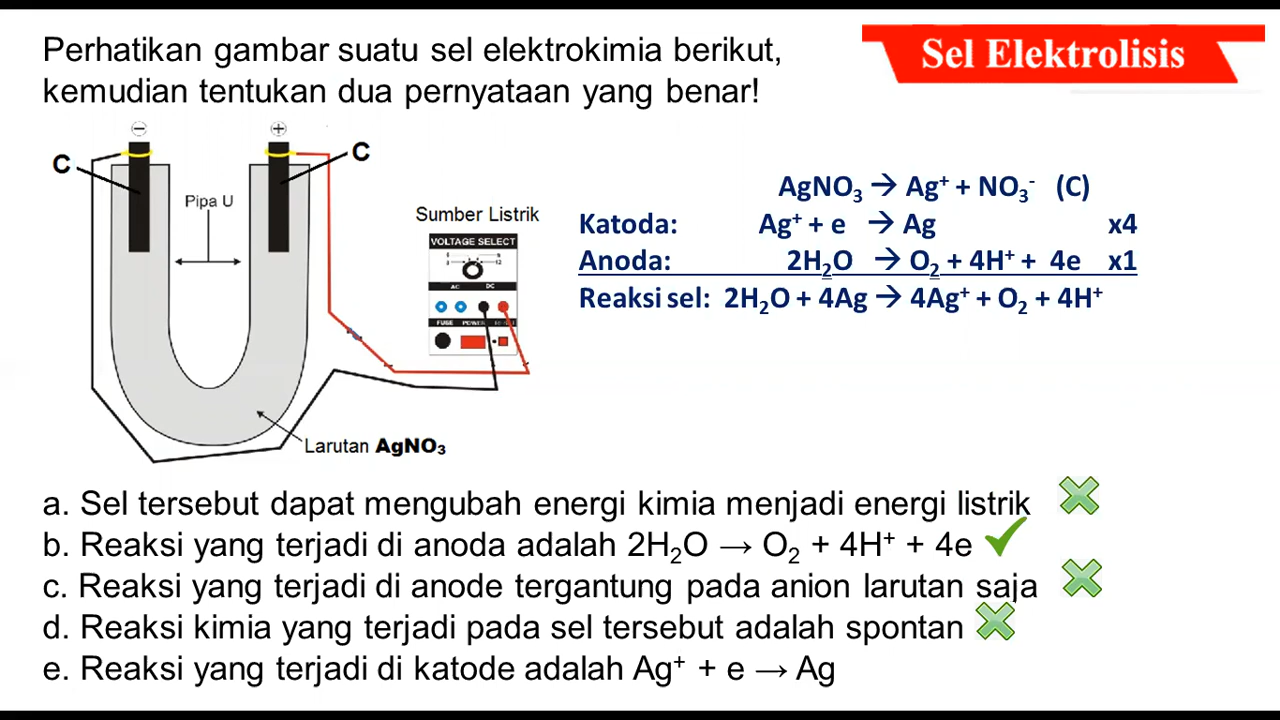 Perhatikan gambar suatu sel elektrokimia berikut,
kemudian tentukan dua pernyataan yang benar!
Sel Elektrolisis
−
+
C
C
Pipa U
Sumber Listrik
VOLTAGE SELECT
AC
DC
FUSE
Larutan AgNO₃
AgNO₃ → Ag⁺ + NO₃⁻ (C)
Katoda: Ag⁺ + e → Ag x4
Anoda: 2H₂O → O₂ + 4H⁺ + 4e x1
Reaksi sel: 2H₂O + 4Ag → 4Ag⁺ + O₂ + 4H⁺
a. Sel tersebut dapat mengubah energi kimia menjadi energi listrik
b. Reaksi yang terjadi di anoda adalah 2H₂O → O₂ + 4H⁺ + 4e
c. Reaksi yang terjadi di anode tergantung pada anion larutan saja
d. Reaksi kimia yang terjadi pada sel tersebut adalah spontan
e. Reaksi yang terjadi di katode adalah Ag⁺ + e → Ag